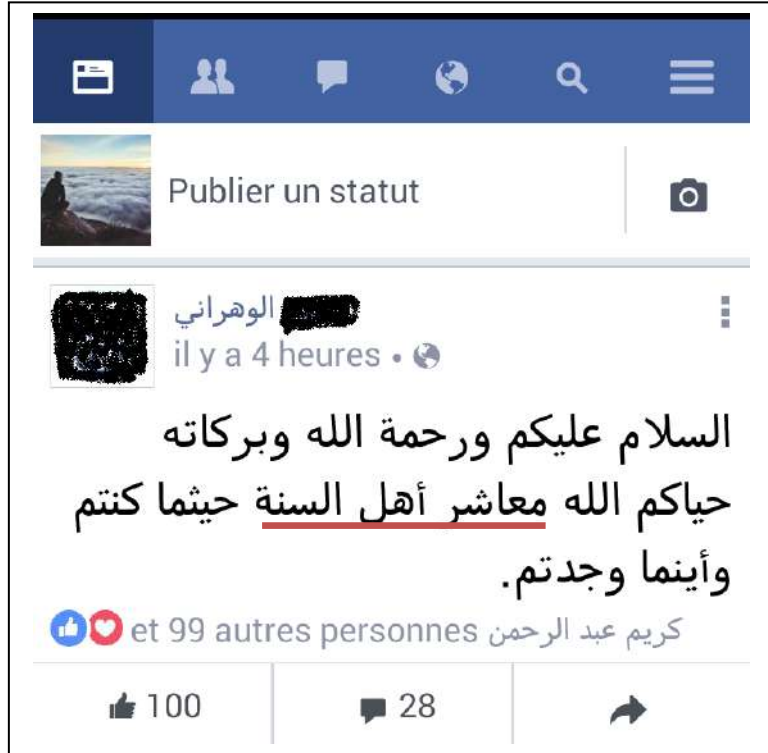 Publier un statut
الوهراني
il y a 4 heures
السلام عليكم ورحمة الله وبركاته
حياكم الله معاشر أهل السنة حيثما كنتم
وأينما وجدتم.
كريم عبد الرحمن et 99 autres personnes
100 28